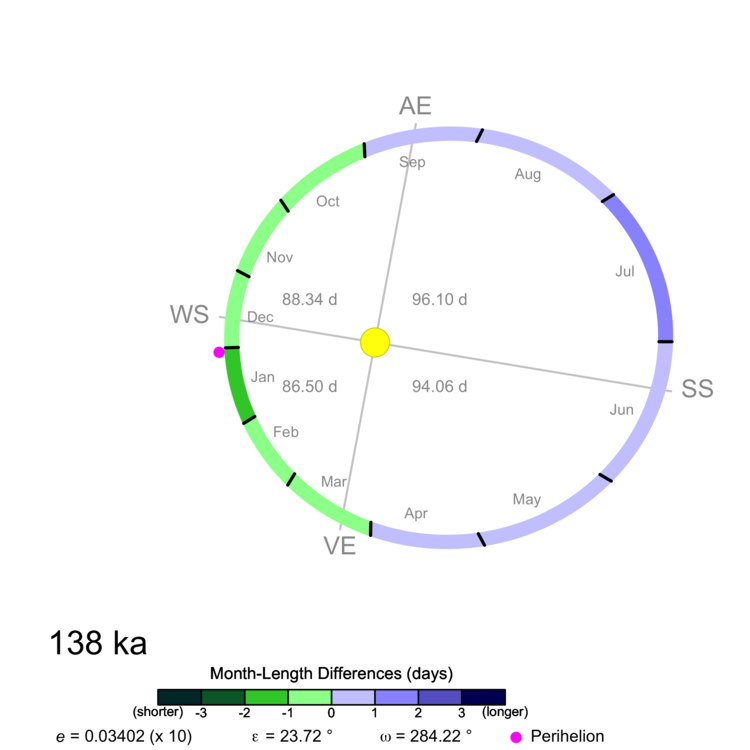 AE
Sep
Aug
Oct
Jul
Nov
88.34 d
96.10 d
WS
Dec
Jan
86.50 d
94.06 d
SS
Jun
Feb
Mar
May
Apr
VE
138 ka
Month-Length Differences (days)
(shorter) -3 -2 -1 0 1 2 3 (longer)
e = 0.03402 (x 10) ε = 23.72 ° ω = 284.22 ° Perihelion